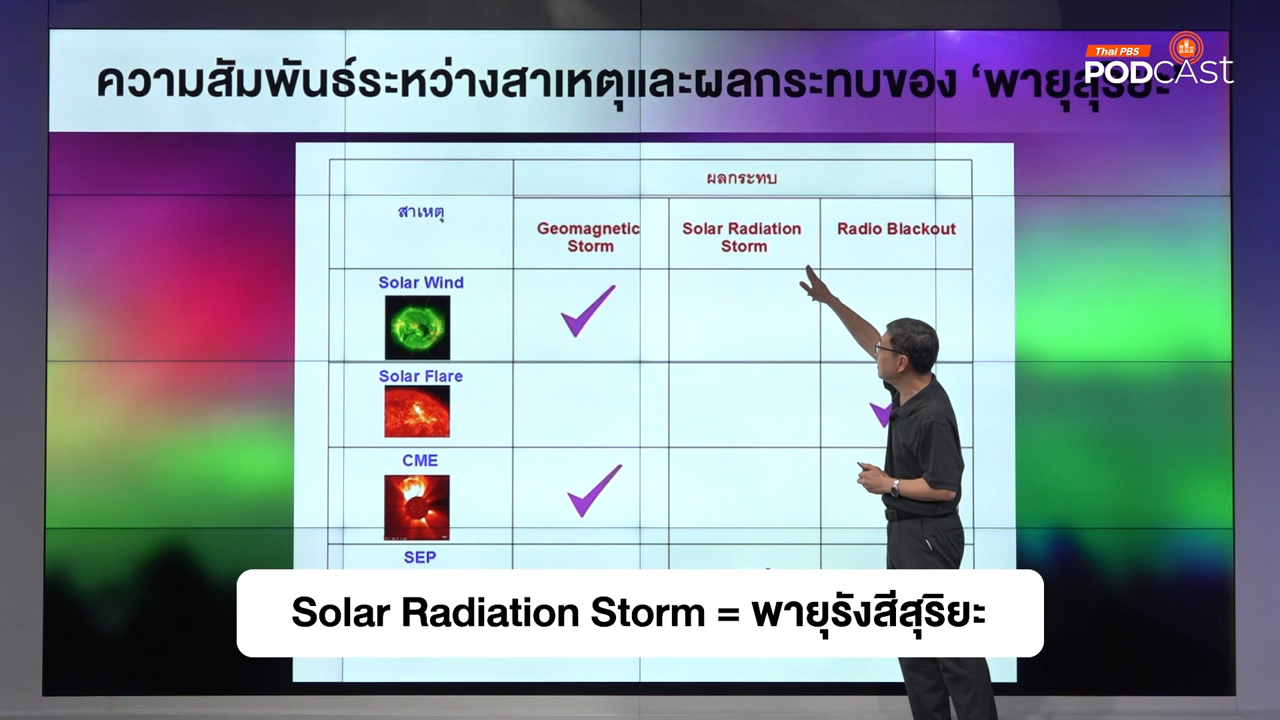 Thai PBS
PODCAst
ความสัมพันธ์ระหว่างสาเหตุและผลกระทบของ ‘พายุสุริยะ’
ผลกระทบ
สาเหตุ
Geomagnetic
Storm
Solar Radiation
Storm
Radio Blackout
Solar Wind
Solar Flare
CME
SEP
Solar Radiation Storm = พายุรังสีสุริยะ